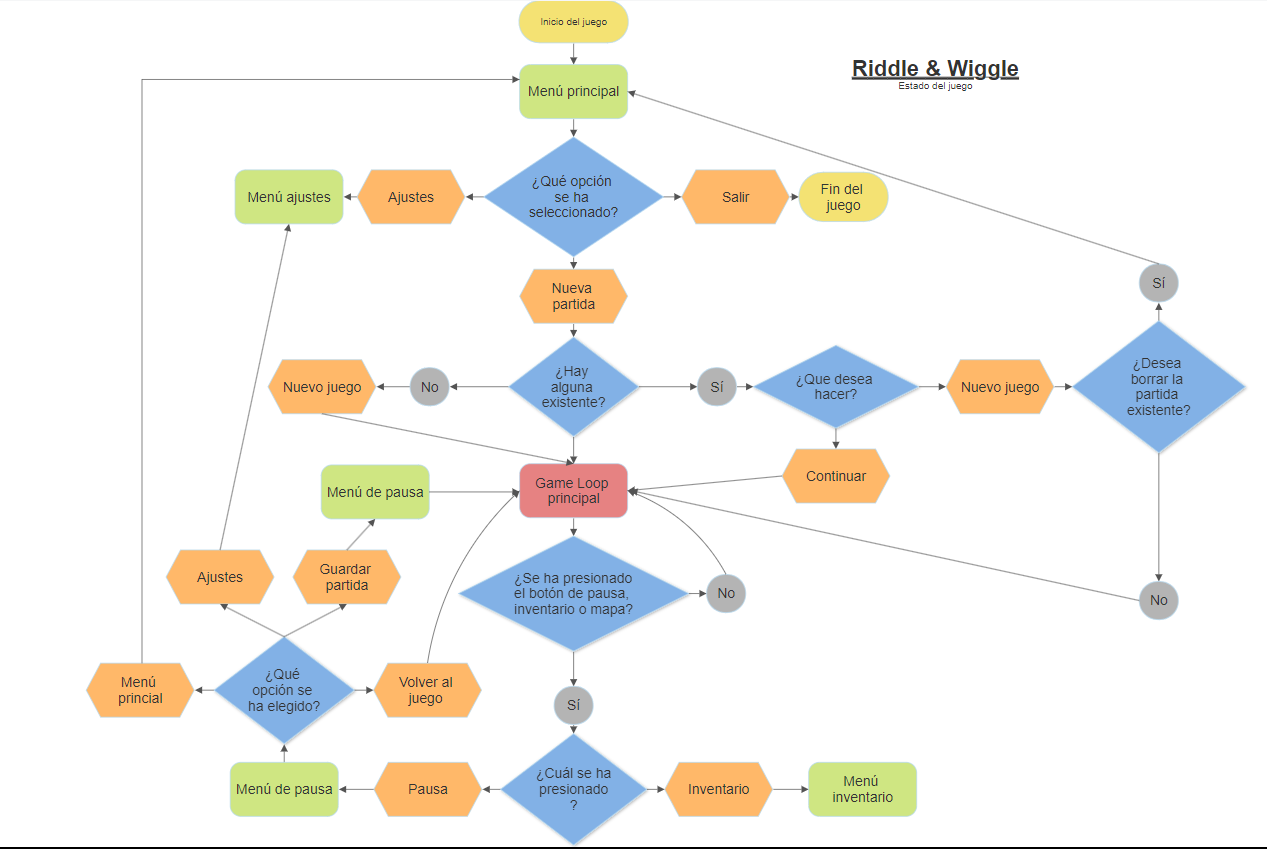 Inicio del juego
Riddle & Wiggle
Estado del juego
Menú principal
¿Qué opción
se ha
seleccionado?
Menú ajustes
Ajustes
Salir
Fin del
juego
Nueva
partida
Sí
¿Hay
alguna
existente?
No
Nuevo juego
Sí
¿Que desea
hacer?
Nuevo juego
¿Desea
borrar la
partida
existente?
Continuar
Menú de pausa
Game Loop
principal
Ajustes
Guardar
partida
¿Se ha presionado
el botón de pausa,
inventario o mapa?
No
No
Menú
princial
¿Qué
opción se
ha elegido?
Volver al
juego
Sí
Menú de pausa
Pausa
¿Cuál se ha
presionado
?
Inventario
Menú
inventario